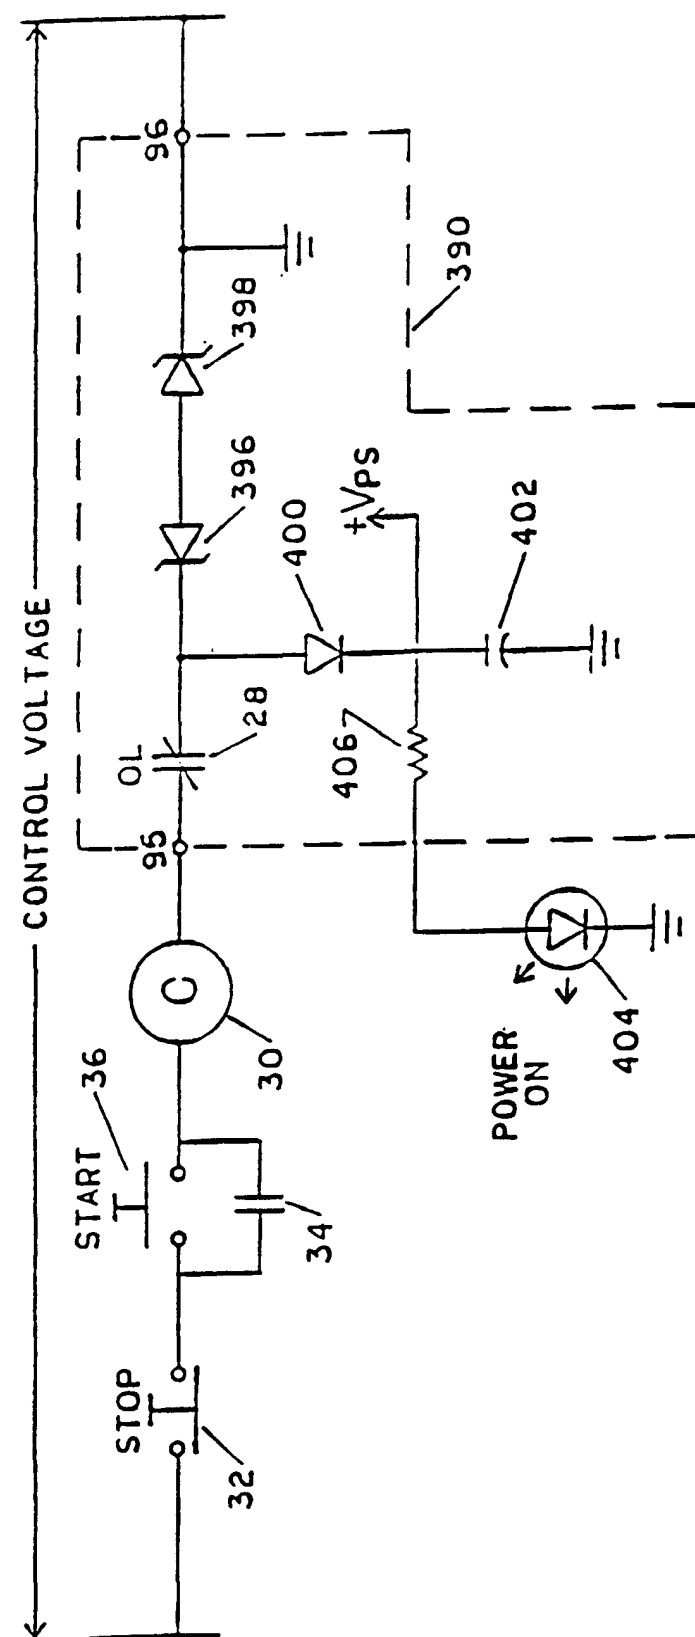 CONTROL VOLTAGE
STOP
32
START
36
34
C
30
95
OL
28
396
398
96
400
+VPS
402
390
406
POWER
ON
404